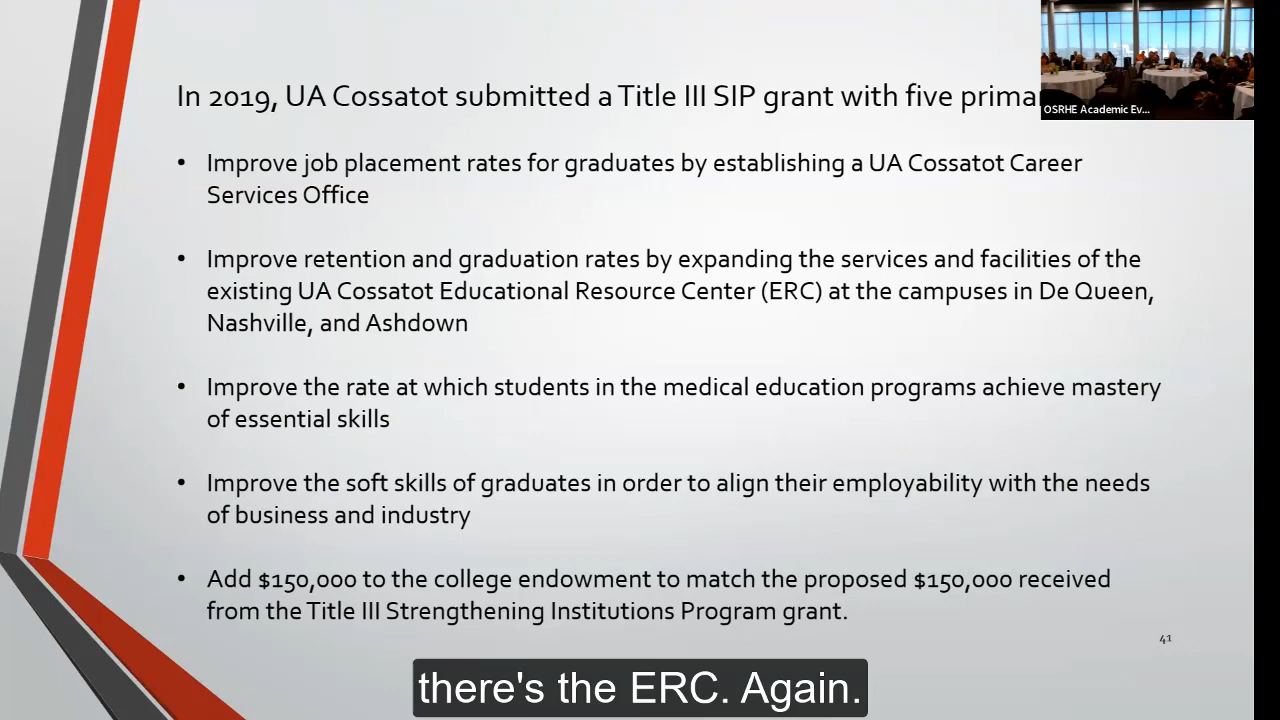 In 2019, UA Cossatot submitted a Title III SIP grant with five
OSRHE Academic Ev...
• Improve job placement rates for graduates by establishing a UA Cossatot Career
Services Office
• Improve retention and graduation rates by expanding the services and facilities of the
existing UA Cossatot Educational Resource Center (ERC) at the campuses in De Queen,
Nashville, and Ashdown
• Improve the rate at which students in the medical education programs achieve mastery
of essential skills
• Improve the soft skills of graduates in order to align their employability with the needs
of business and industry
• Add $150,000 to the college endowment to match the proposed $150,000 received
from the Title III Strengthening Institutions Program grant.
41
there's the ERC. Again.